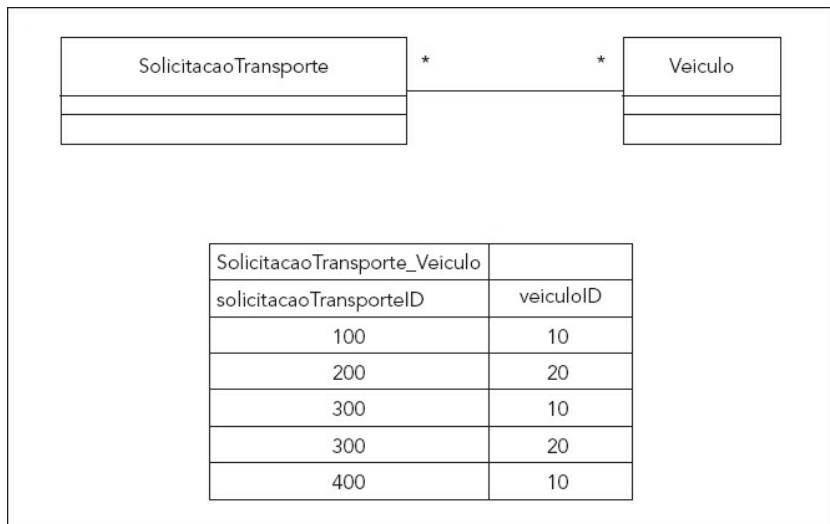 SolicitacaoTransporte * * Veiculo
SolicitacaoTransporte_Veiculo
solicitacaoTransporteID veiculoID
100 10
200 20
300 10
300 20
400 10